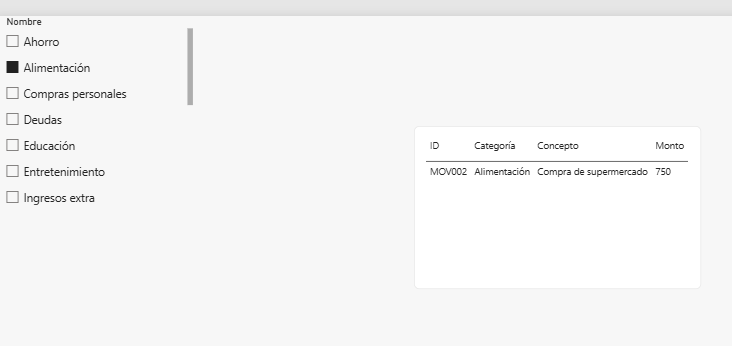 Nombre
Ahorro
Alimentación
Compras personales
Deudas
Educación
Entretenimiento
Ingresos extra
ID Categoría Concepto Monto
MOV002 Alimentación Compra de supermercado 750